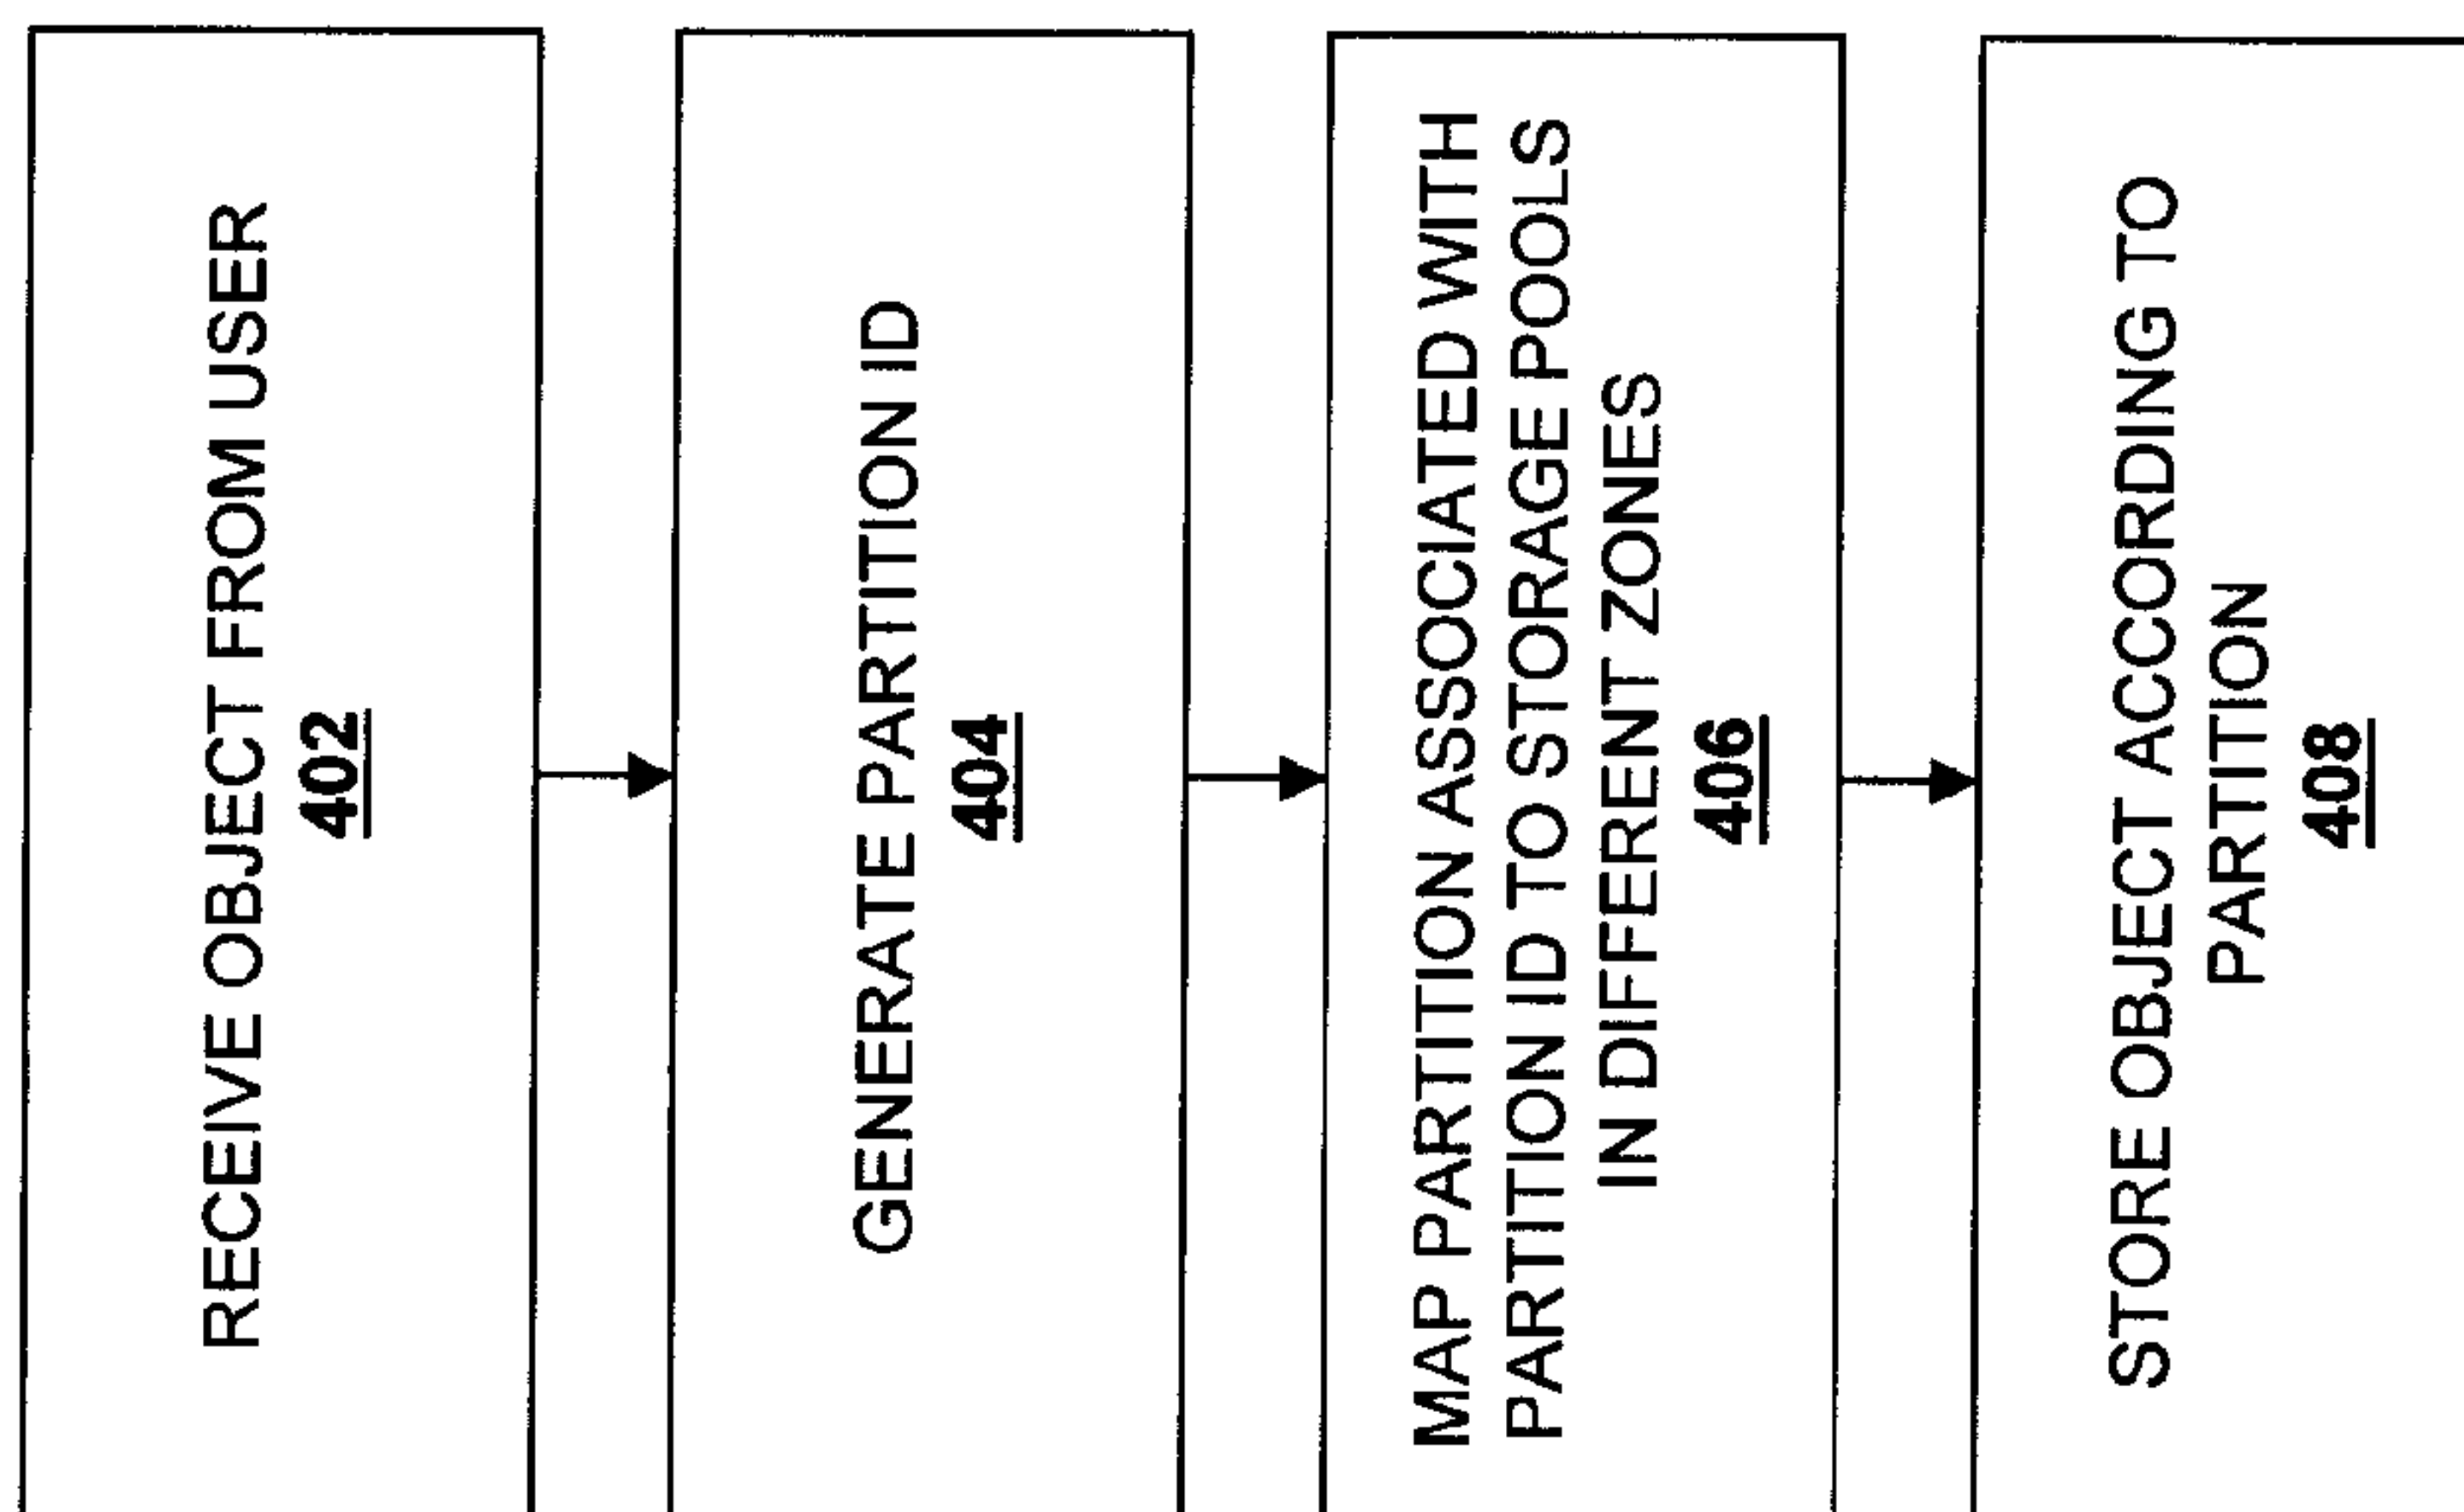 RECEIVE OBJECT FROM USER
402
GENERATE PARTITION ID
404
MAP PARTITION ASSOCIATED WITH
PARTITION ID TO STORAGE POOLS
IN DIFFERENT ZONES
406
STORE OBJECT ACCORDING TO
PARTITION
408